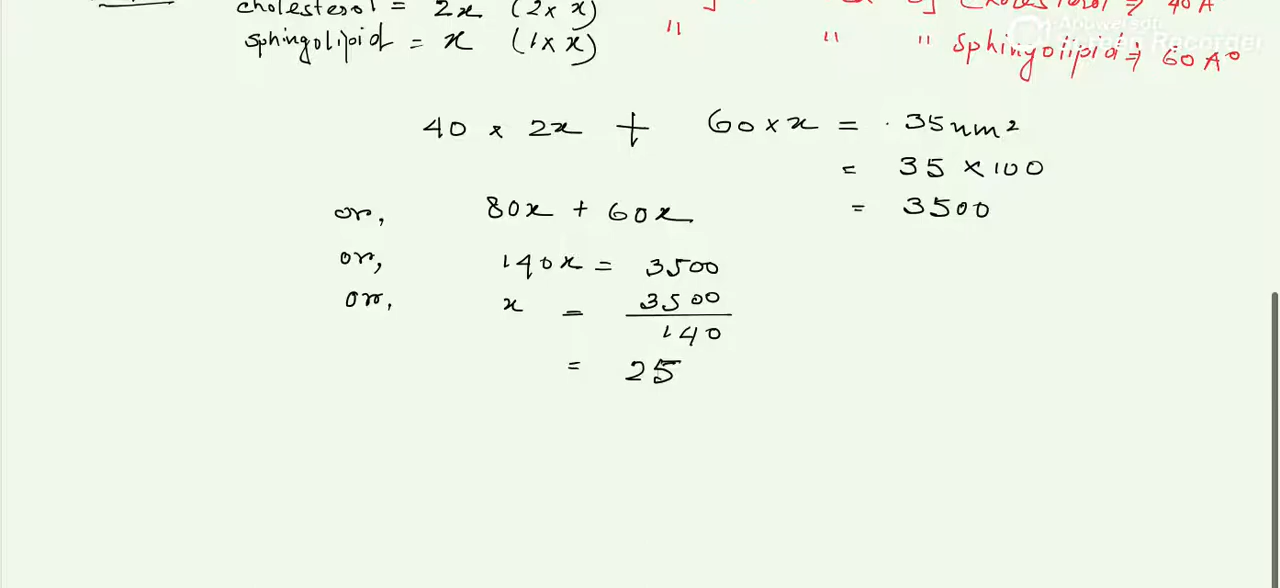 cholesterol = 2x (2 x x)
sphingolipid = x (1 x x)
" " " Sphingolipid ⇒ 60 A°
40 x 2x + 60 x x = 35 nm²
= 35 x 100
or, 80x + 60x = 3500
or, 140x = 3500
or, x = 3500
140
= 25